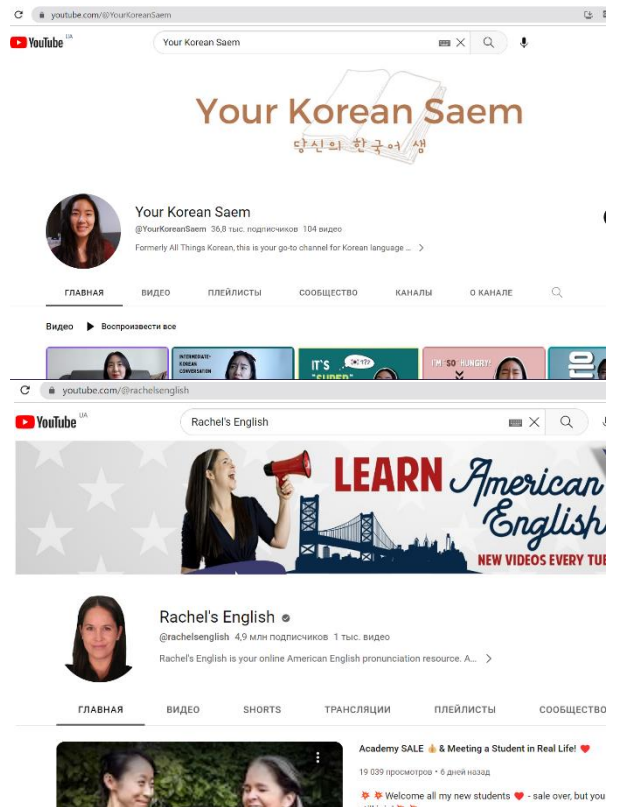 youtube.com/@YourKoreanSaem
YouTube UA
Your Korean Saem
Your Korean Saem
당신의 한국어 샘
Your Korean Saem
@YourKoreanSaem 36,8 тыс. подписчиков 104 видео
Formerly All Things Korean, this is your go-to channel for Korean language ...
ГЛАВНАЯ ВИДЕО ПЛЕЙЛИСТЫ СООБЩЕСТВО КАНАЛЫ О КАНАЛЕ
Видео Воспроизвести все
INTERMEDIATE+
KOREAN
CONVERSATION
IT'S
"SUPER"
I'M "SO" HUNGRY!
youtube.com/@rachelsenglish
YouTube UA
Rachel's English
LEARN American
English
NEW VIDEOS EVERY TUE
Rachel's English
@rachelsenglish 4,9 млн подписчиков 1 тыс. видео
Rachel's English is your online American English pronunciation resource. A...
ГЛАВНАЯ ВИДЕО SHORTS ТРАНСЛЯЦИИ ПЛЕЙЛИСТЫ СООБЩЕСТВО
Academy SALE 👍 & Meeting a Student in Real Life! ❤️
19 039 просмотров • 6 дней назад
💥 💥 Welcome all my new students ❤️ - sale over, but you